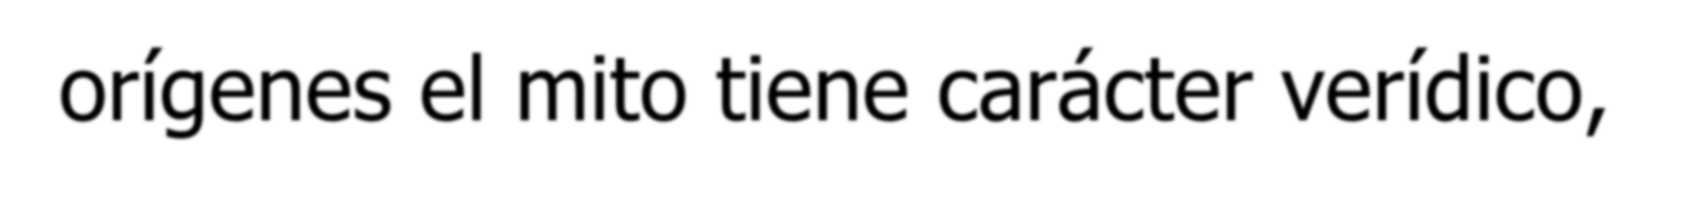 orígenes el mito tiene carácter verídico,